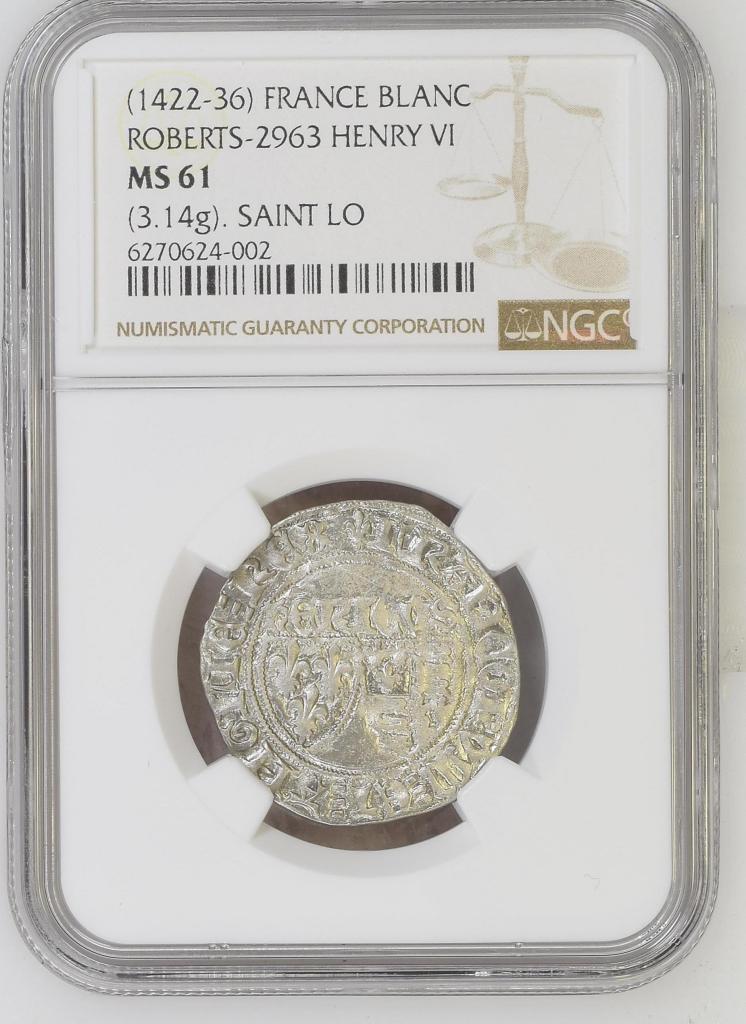 (1422-36) FRANCE BLANC
ROBERTS-2963 HENRY VI
MS 61
(3.14g). SAINT LO
6270624-002
NUMISMATIC GUARANTY CORPORATION
NGC